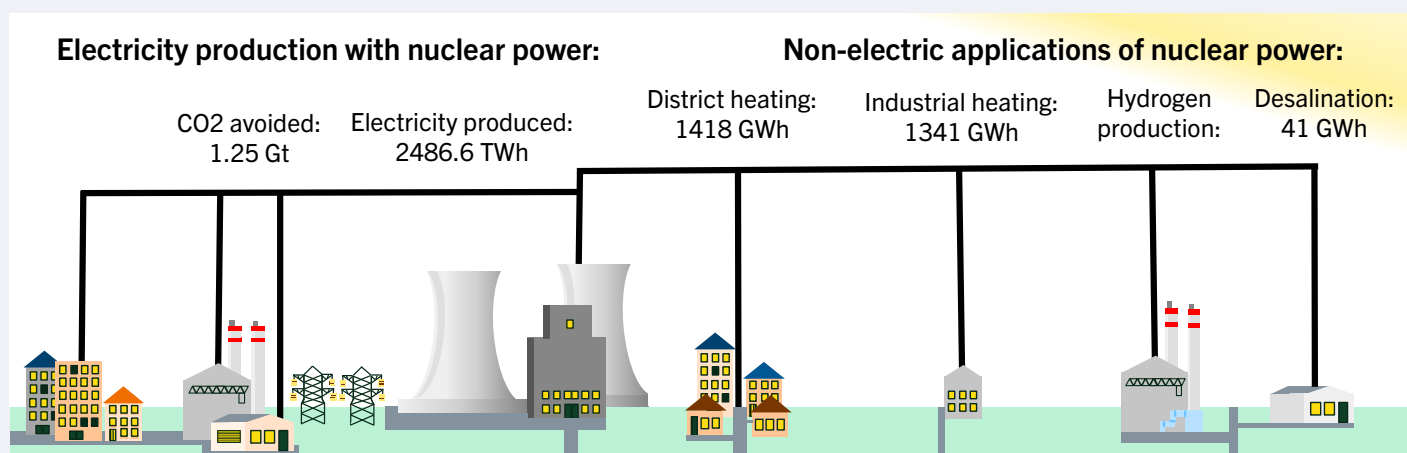 Electricity production with nuclear power:
Non-electric applications of nuclear power:
CO2 avoided:
1.25 Gt
Electricity produced:
2486.6 TWh
District heating:
1418 GWh
Industrial heating:
1341 GWh
Hydrogen
production:
Desalination:
41 GWh